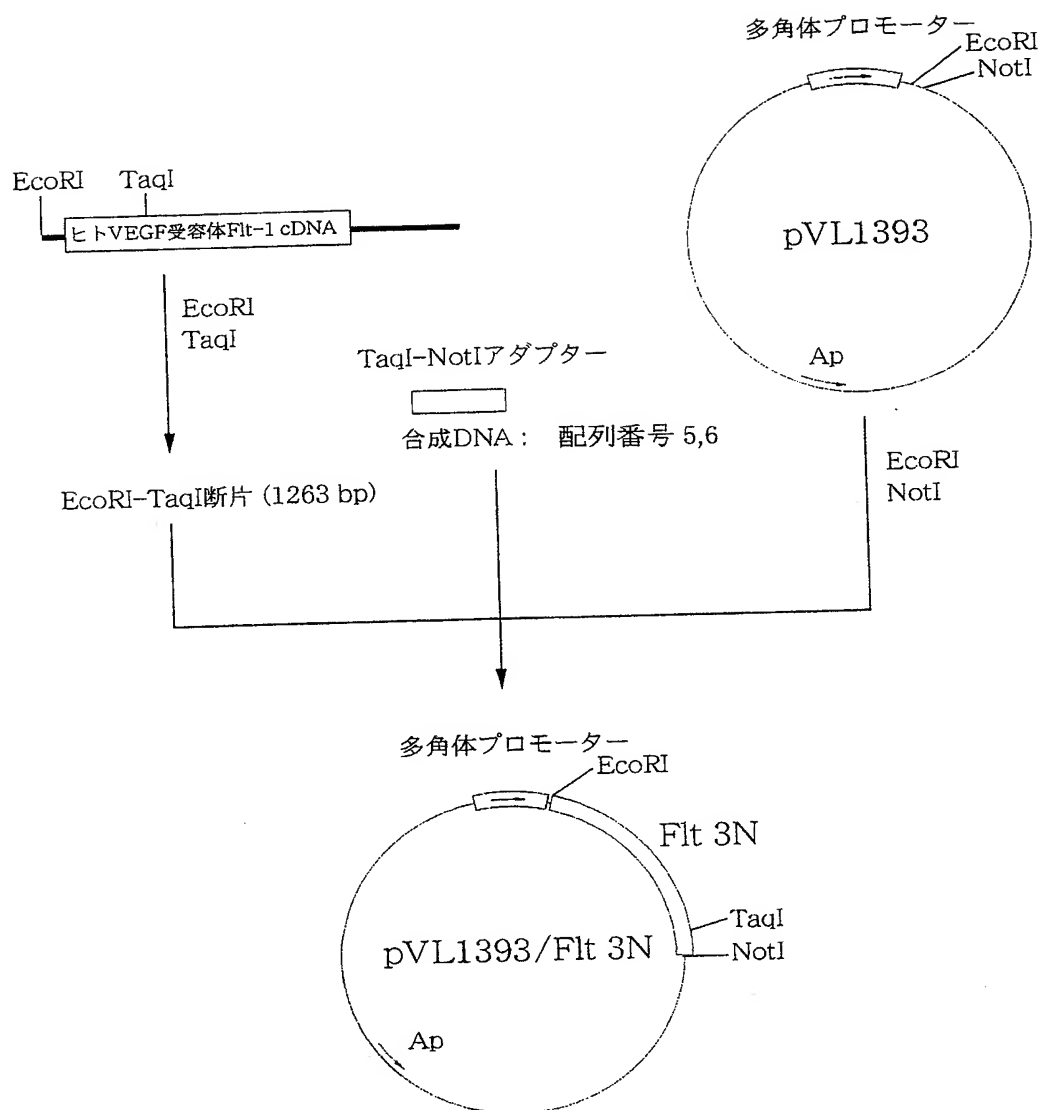 多角体プロモーター
EcoRI
NotI
EcoRI
TaqI
ヒトVEGF受容体Flt-1 cDNA
pVL1393
EcoRI
TaqI
TaqI-NotIアダプター
Ap
合成DNA： 配列番号 5,6
EcoRI
NotI
EcoRI-TaqI断片 (1263 bp)
多角体プロモーター
EcoRI
Flt 3N
TaqI
NotI
pVL1393/Flt 3N
Ap